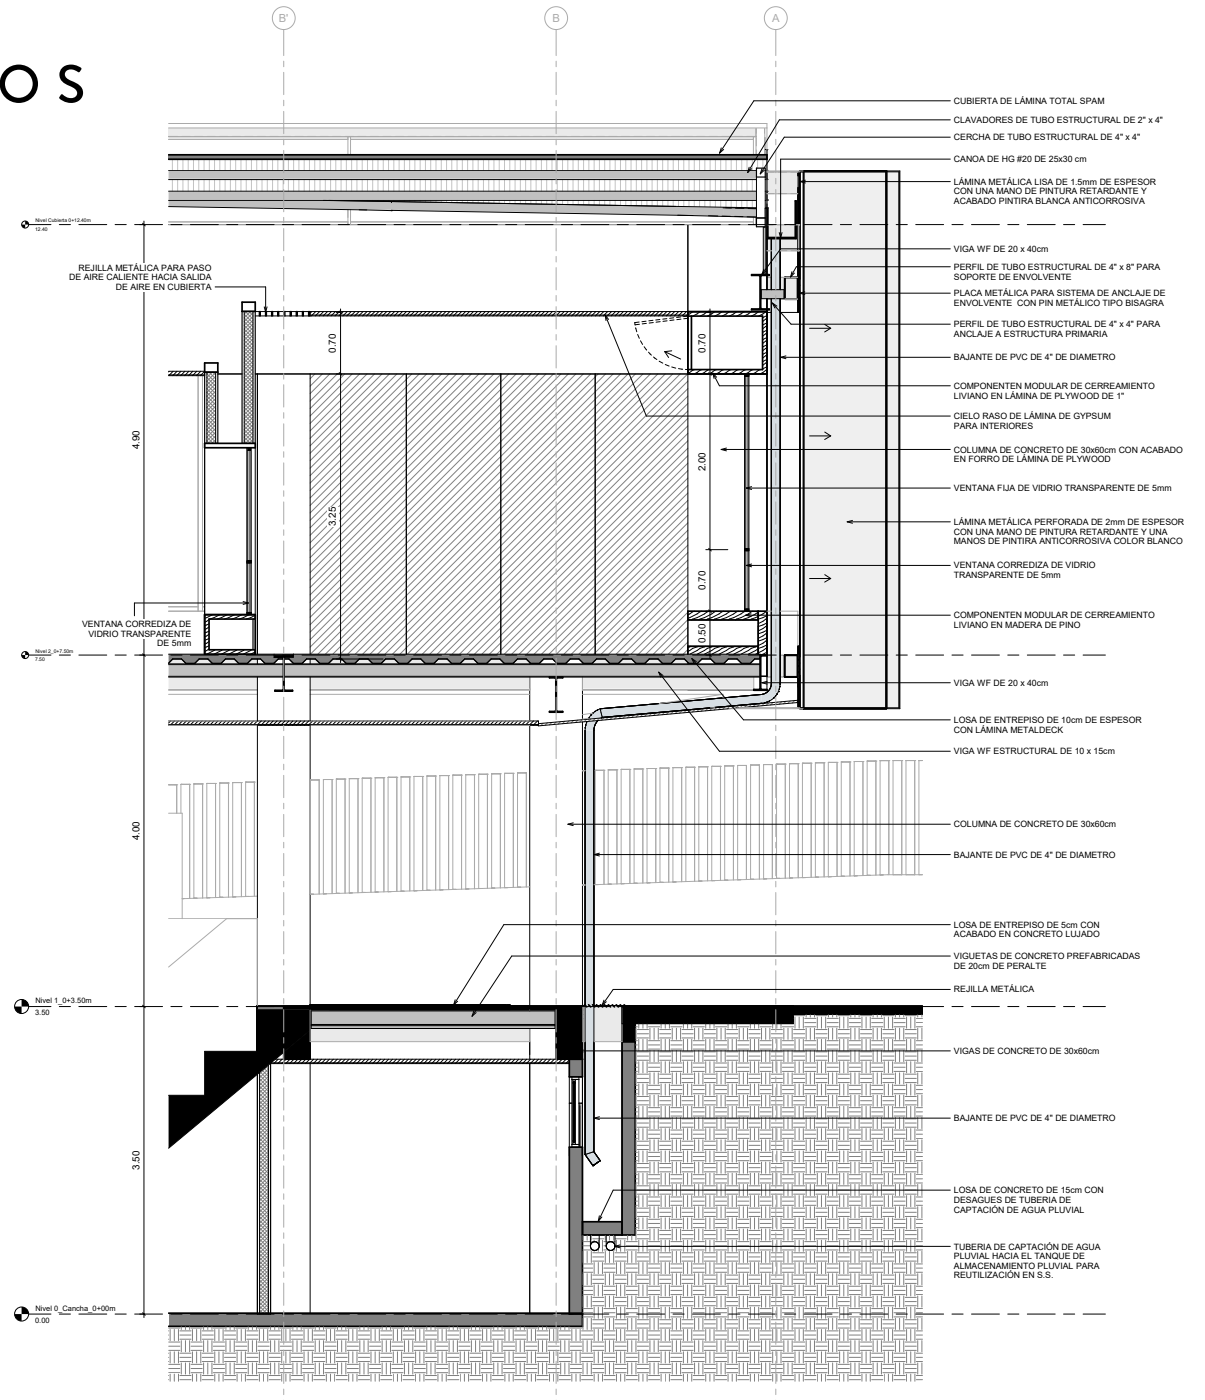 B'
B
A
OS
CUBIERTA DE LÁMINA TOTAL SPAM
CLAVADORES DE TUBO ESTRUCTURAL DE 2" x 4"
CERCHA DE TUBO ESTRUCTURAL DE 4" x 4"
CANOA DE HG #20 DE 25x30 cm
LÁMINA METÁLICA LISA DE 1.5mm DE ESPESOR
CON UNA MANO DE PINTURA RETARDANTE Y
ACABADO PINTIRA BLANCA ANTICORROSIVA
Nivel Cubierta 0+12.40m
12.40
VIGA WF DE 20 x 40cm
REJILLA METÁLICA PARA PASO
DE AIRE CALIENTE HACIA SALIDA
DE AIRE EN CUBIERTA
PERFIL DE TUBO ESTRUCTURAL DE 4" x 8" PARA
SOPORTE DE ENVOLVENTE
PLACA METÁLICA PARA SISTEMA DE ANCLAJE DE
ENVOLVENTE CON PIN METÁLICO TIPO BISAGRA
PERFIL DE TUBO ESTRUCTURAL DE 4" x 4" PARA
ANCLAJE A ESTRUCTURA PRIMARIA
0.70
0.70
BAJANTE DE PVC DE 4" DE DIAMETRO
COMPONENTEN MODULAR DE CERREAMIENTO
LIVIANO EN LÁMINA DE PLYWOOD DE 1"
CIELO RASO DE LÁMINA DE GYPSUM
PARA INTERIORES
4.90
COLUMNA DE CONCRETO DE 30x60cm CON ACABADO
EN FORRO DE LÁMINA DE PLYWOOD
2.00
VENTANA FIJA DE VIDRIO TRANSPARENTE DE 5mm
3.25
LÁMINA METÁLICA PERFORADA DE 2mm DE ESPESOR
CON UNA MANO DE PINTURA RETARDANTE Y UNA
MANOS DE PINTIRA ANTICORROSIVA COLOR BLANCO
VENTANA CORREDIZA DE VIDRIO
TRANSPARENTE DE 5mm
0.70
COMPONENTEN MODULAR DE CERREAMIENTO
LIVIANO EN MADERA DE PINO
VENTANA CORREDIZA DE
VIDRIO TRANSPARENTE
DE 5mm
0.50
Nivel 2_0+7.50m
7.50
VIGA WF DE 20 x 40cm
LOSA DE ENTREPISO DE 10cm DE ESPESOR
CON LÁMINA METALDECK
VIGA WF ESTRUCTURAL DE 10 x 15cm
4.00
COLUMNA DE CONCRETO DE 30x60cm
BAJANTE DE PVC DE 4" DE DIAMETRO
LOSA DE ENTREPISO DE 5cm CON
ACABADO EN CONCRETO LUJADO
VIGUETAS DE CONCRETO PREFABRICADAS
DE 20cm DE PERALTE
REJILLA METÁLICA
Nivel 1_0+3.50m
3.50
VIGAS DE CONCRETO DE 30x60cm
BAJANTE DE PVC DE 4" DE DIAMETRO
3.50
LOSA DE CONCRETO DE 15cm CON
DESAGUES DE TUBERIA DE
CAPTACIÓN DE AGUA PLUVIAL
TUBERIA DE CAPTACIÓN DE AGUA
PLUVIAL HACIA EL TANQUE DE
ALMACENAMIENTO PLUVIAL PARA
REUTILIZACIÓN EN S.S.
Nivel 0_Cancha_0+00m
0.00